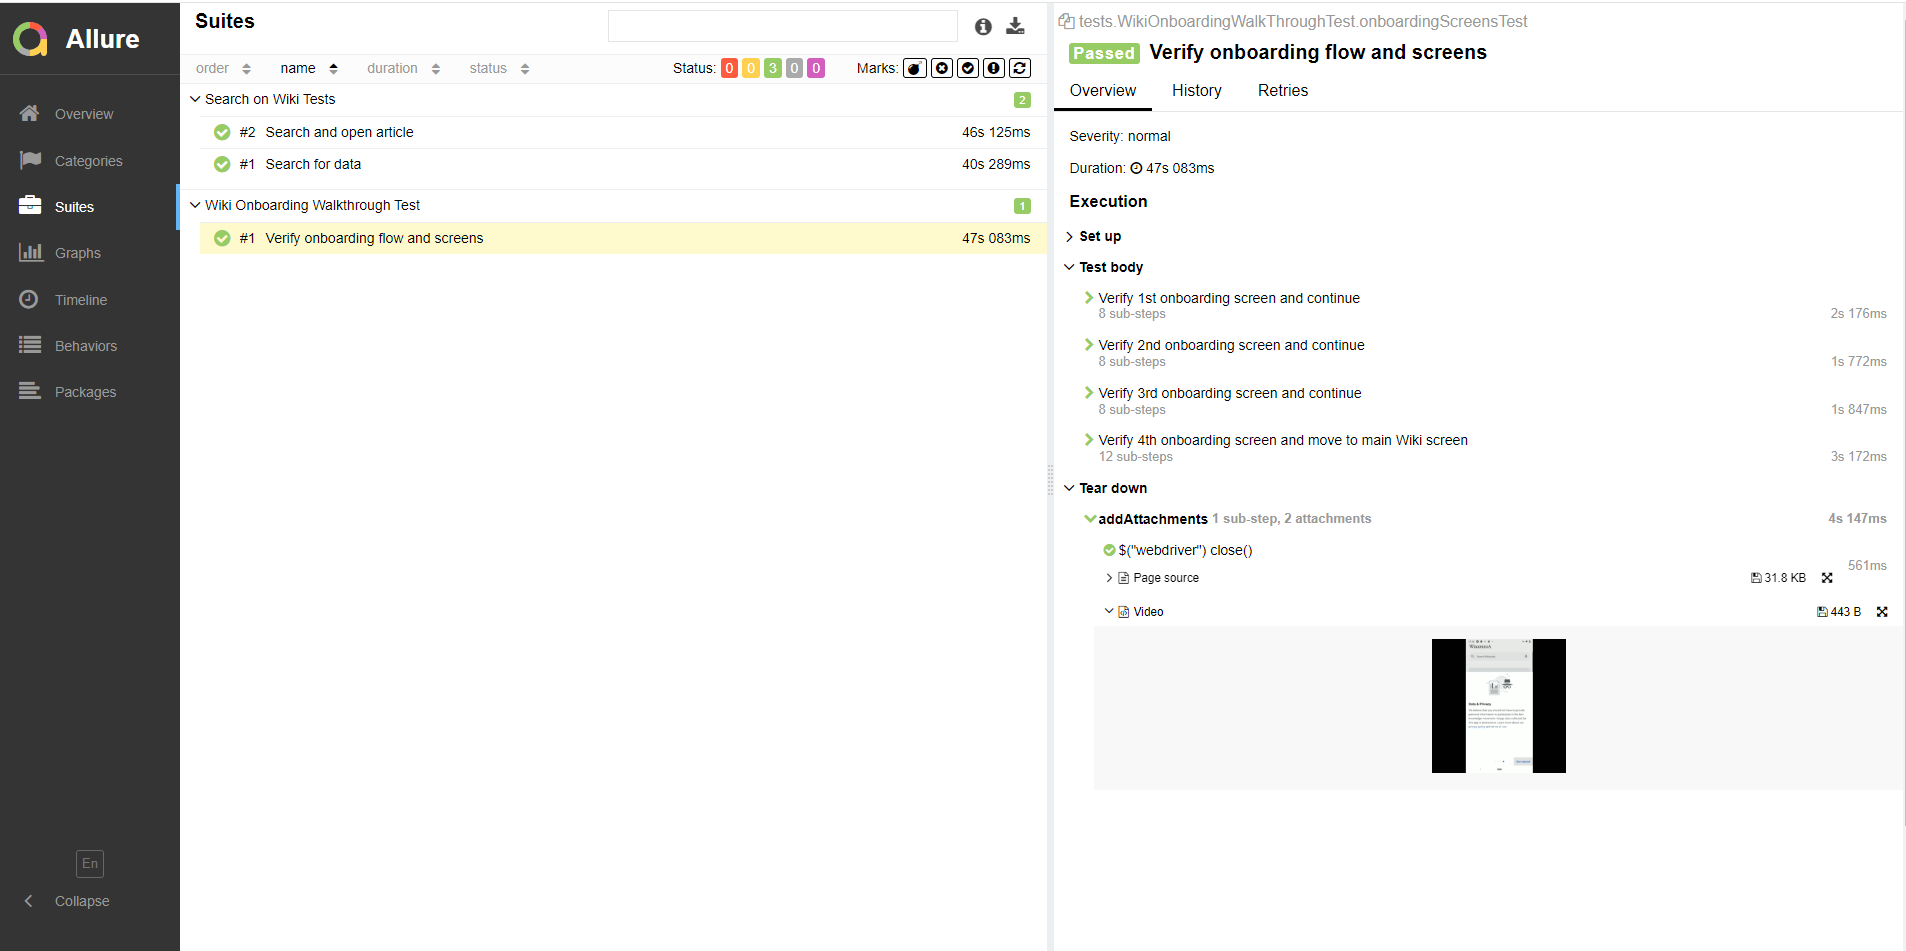 Allure
Overview
Categories
Suites
Graphs
Timeline
Behaviors
Packages
En
Collapse
Suites
order name duration status
Status: 0 0 3 0 0 Marks:
Search on Wiki Tests 2
#2 Search and open article 46s 125ms
#1 Search for data 40s 289ms
Wiki Onboarding Walkthrough Test 1
#1 Verify onboarding flow and screens 47s 083ms
tests.WikiOnboardingWalkThroughTest.onboardingScreensTest
Passed Verify onboarding flow and screens
Overview History Retries
Severity: normal
Duration: 47s 083ms
Execution
Set up
Test body
Verify 1st onboarding screen and continue
8 sub-steps 2s 176ms
Verify 2nd onboarding screen and continue
8 sub-steps 1s 772ms
Verify 3rd onboarding screen and continue
8 sub-steps 1s 847ms
Verify 4th onboarding screen and move to main Wiki screen
12 sub-steps 3s 172ms
Tear down
addAttachments 1 sub-step, 2 attachments 4s 147ms
$("webdriver") close()
561ms
Page source 31.8 KB
Video 443 B
WIKIPEDIA
Data & Privacy